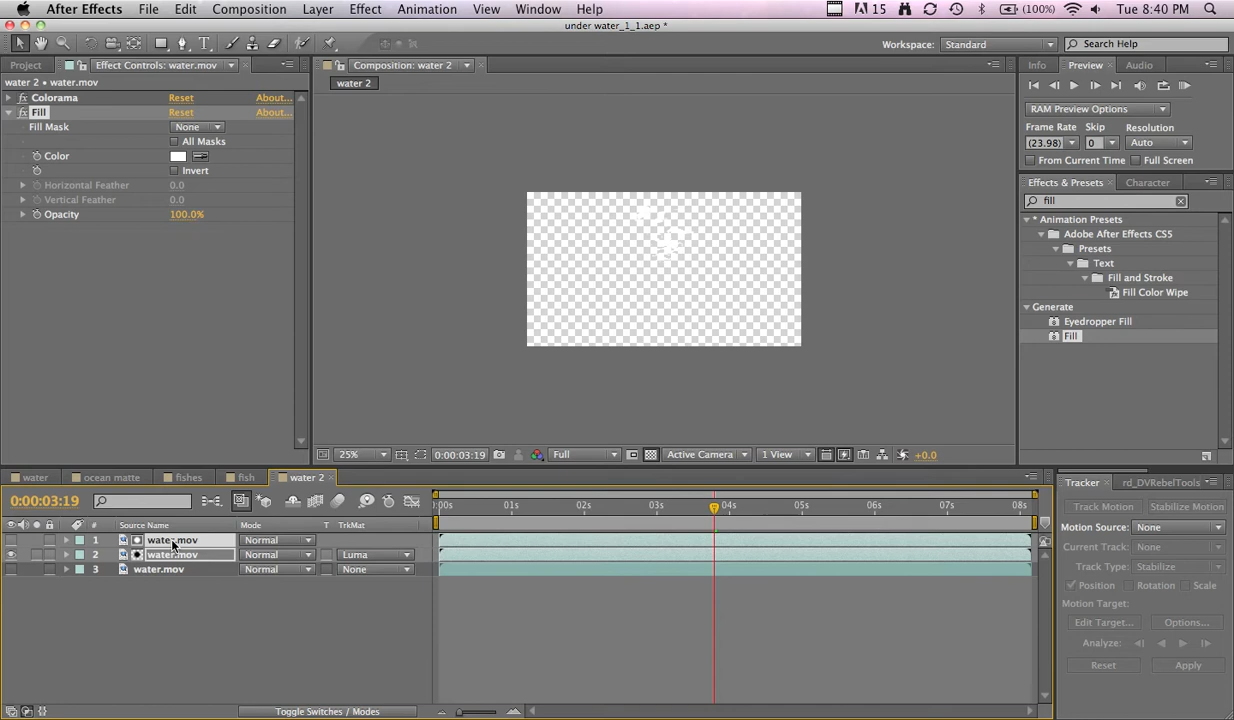 After Effects File Edit Composition Layer Effect Animation View Window Help 15 (100%) Tue 8:40 PM
under water_1_1.aep *
Workspace: Standard Search Help
Project Effect Controls: water.mov Composition: water 2 Info Preview Audio
water 2 • water.mov water 2
Colorama Reset About...
Fill Reset About... RAM Preview Options
Fill Mask None Frame Rate Skip Resolution
All Masks (23.98) 0 Auto
Color From Current Time Full Screen
Invert
Horizontal Feather 0.0 Effects & Presets Character
Vertical Feather 0.0 fill
Opacity 100.0% * Animation Presets
Adobe After Effects CS5
Presets
Text
Fill and Stroke
Fill Color Wipe
Generate
Eyedropper Fill
Fill
25% 0:00:03:19 Full Active Camera 1 View +0.0
water ocean matte fishes fish water 2 Tracker rd_DVRebelTools
0:00:03:19 :00s 01s 02s 03s 04s 05s 06s 07s 08s Track Motion Stabilize Motion
# Source Name Mode T TrkMat Motion Source: None
1 water.mov Normal Current Track: None
2 water.mov Normal Luma Track Type: Stabilize
3 water.mov Normal None Position Rotation Scale
Motion Target:
Edit Target... Options...
Analyze:
Reset Apply
Toggle Switches / Modes